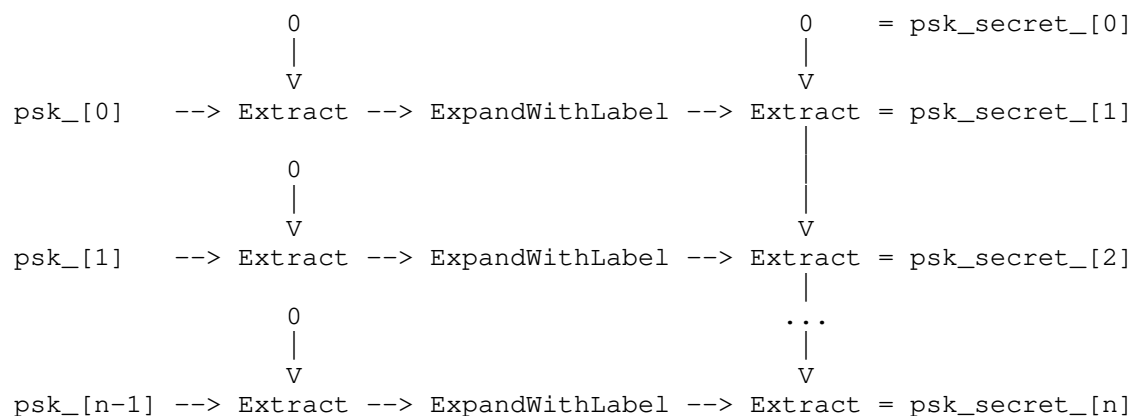 0                              0    = psk_secret_[0]
                 |                              |
                 V                              V
psk_[0]   --> Extract --> ExpandWithLabel --> Extract = psk_secret_[1]
                                                |
                 0                              |
                 |                              |
                 V                              V
psk_[1]   --> Extract --> ExpandWithLabel --> Extract = psk_secret_[2]
                                                |
                 0                             ...
                 |                              |
                 V                              V
psk_[n-1] --> Extract --> ExpandWithLabel --> Extract = psk_secret_[n]